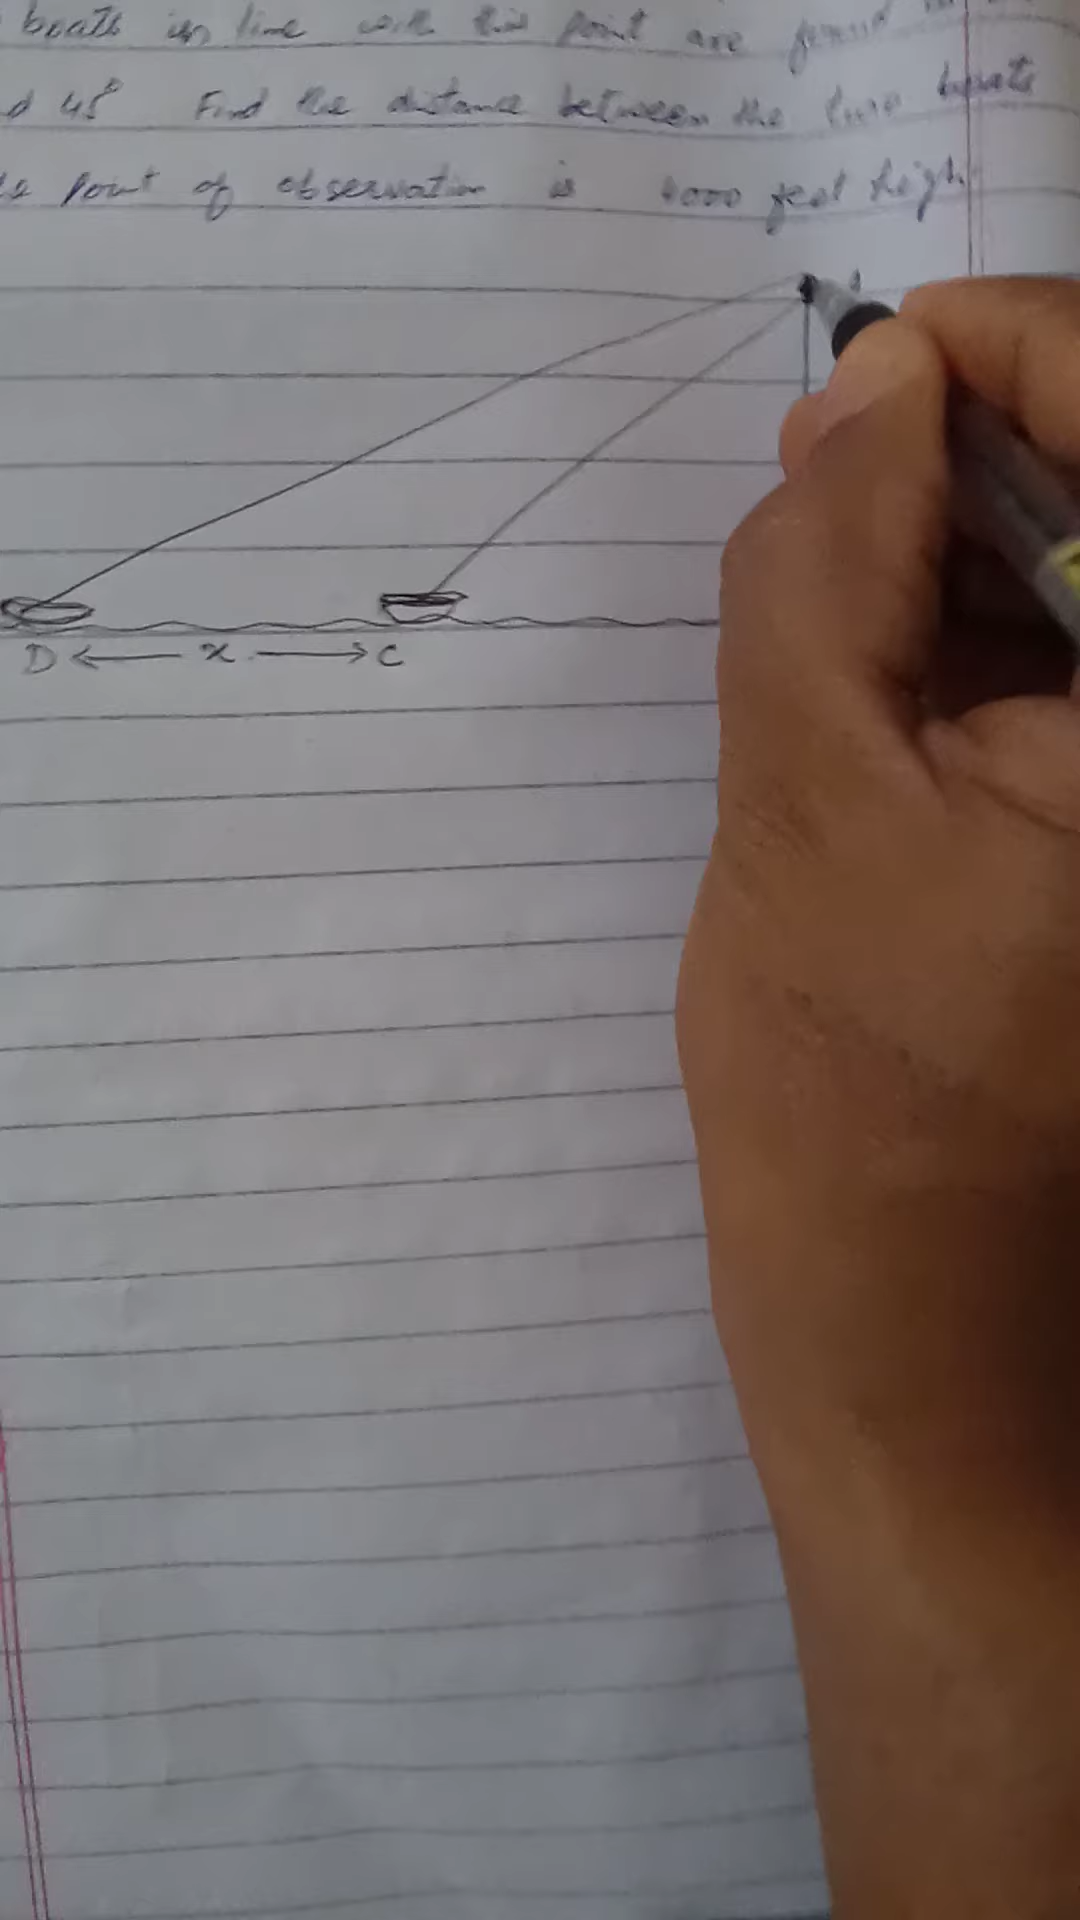 boats in line with this point are found
d 45° Find the distance between the two boats
point of observation is 4000 feet high.
A
D ← x → C